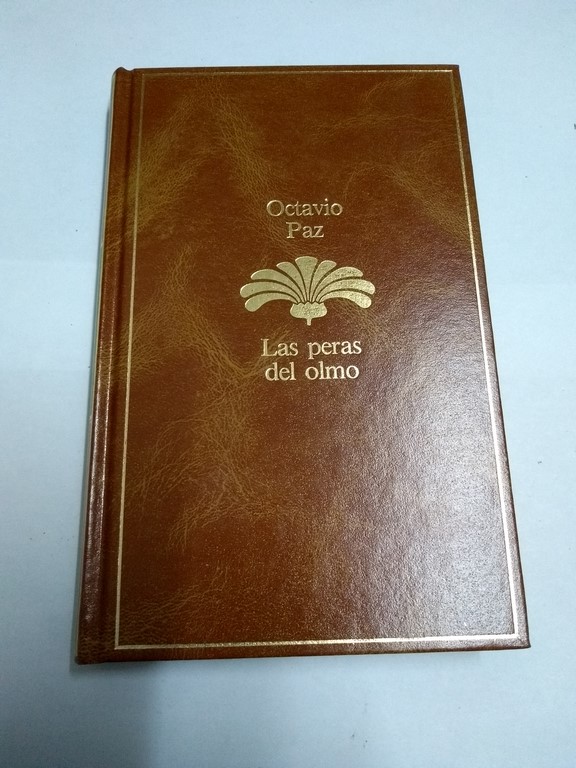 Octavio
Paz
Las peras
del olmo